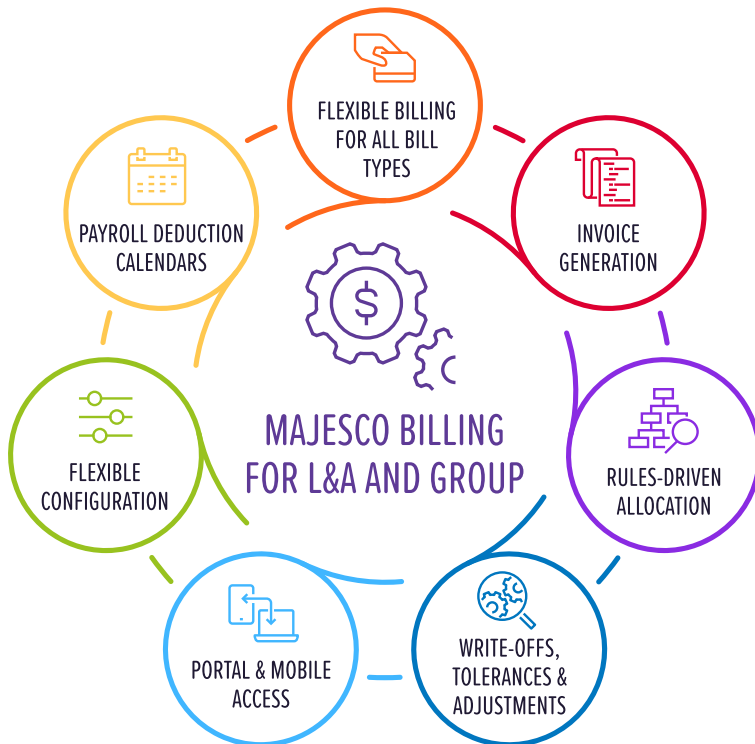 FLEXIBLE BILLING
FOR ALL BILL
TYPES
INVOICE
GENERATION
RULES-DRIVEN
ALLOCATION
WRITE-OFFS,
TOLERANCES &
ADJUSTMENTS
PORTAL & MOBILE
ACCESS
FLEXIBLE
CONFIGURATION
PAYROLL DEDUCTION
CALENDARS
$
MAJESCO BILLING
FOR L&A AND GROUP